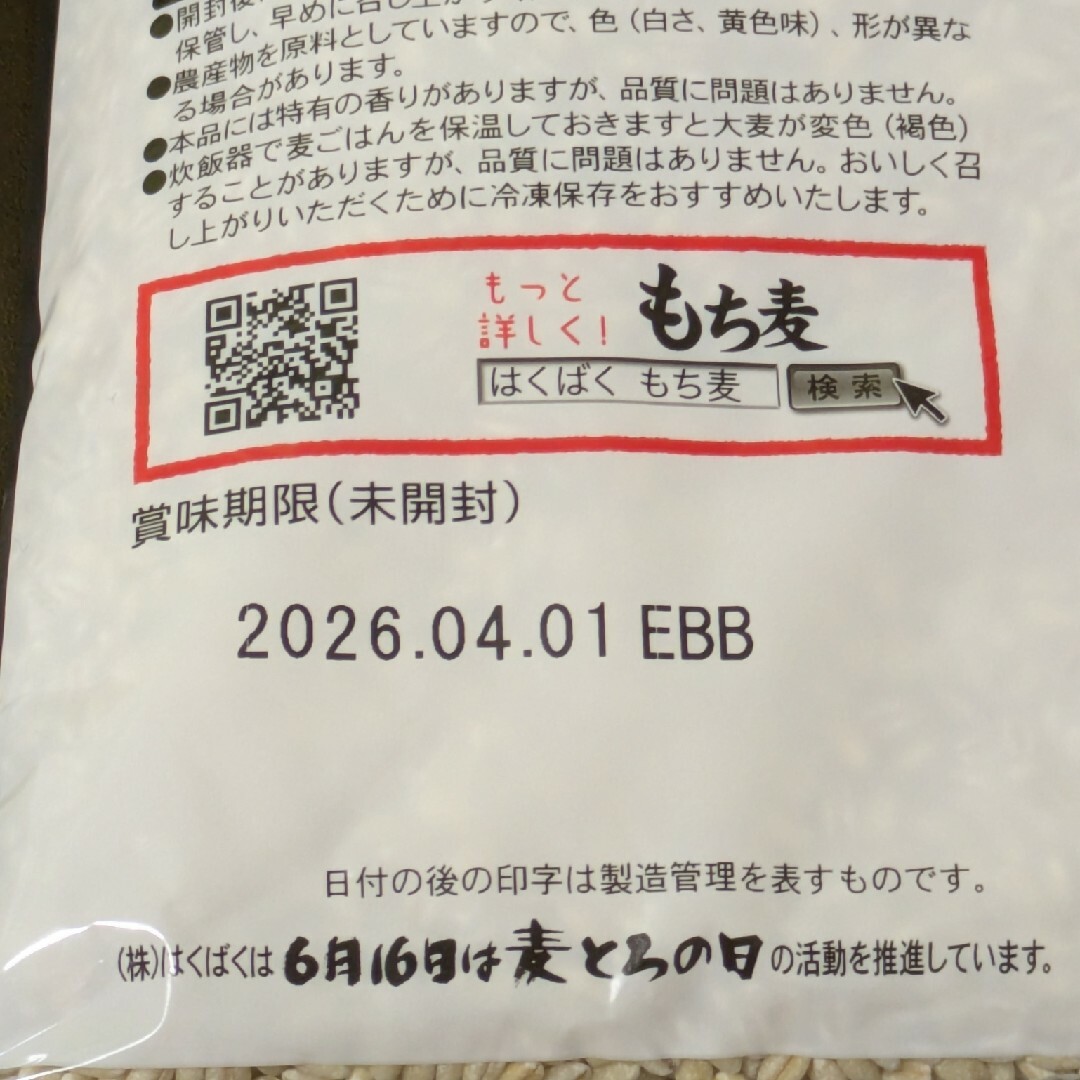 ●開封後
保管し、早めに召し上が
●農産物を原料としていますので、色（白さ、黄色味）、形が異な
る場合があります。
●本品には特有の香りがありますが、品質に問題はありません。
●炊飯器で麦ごはんを保温しておきますと大麦が変色（褐色）
することがありますが、品質に問題はありません。おいしく召
し上がりいただくために冷凍保存をおすすめいたします。
もっと
詳しく!
もち麦
はくばく もち麦 検索
賞味期限（未開封）
2026.04.01 EBB
日付の後の印字は製造管理を表すものです。
(株)はくばくは 6月16日は麦とろの日 の活動を推進しています。